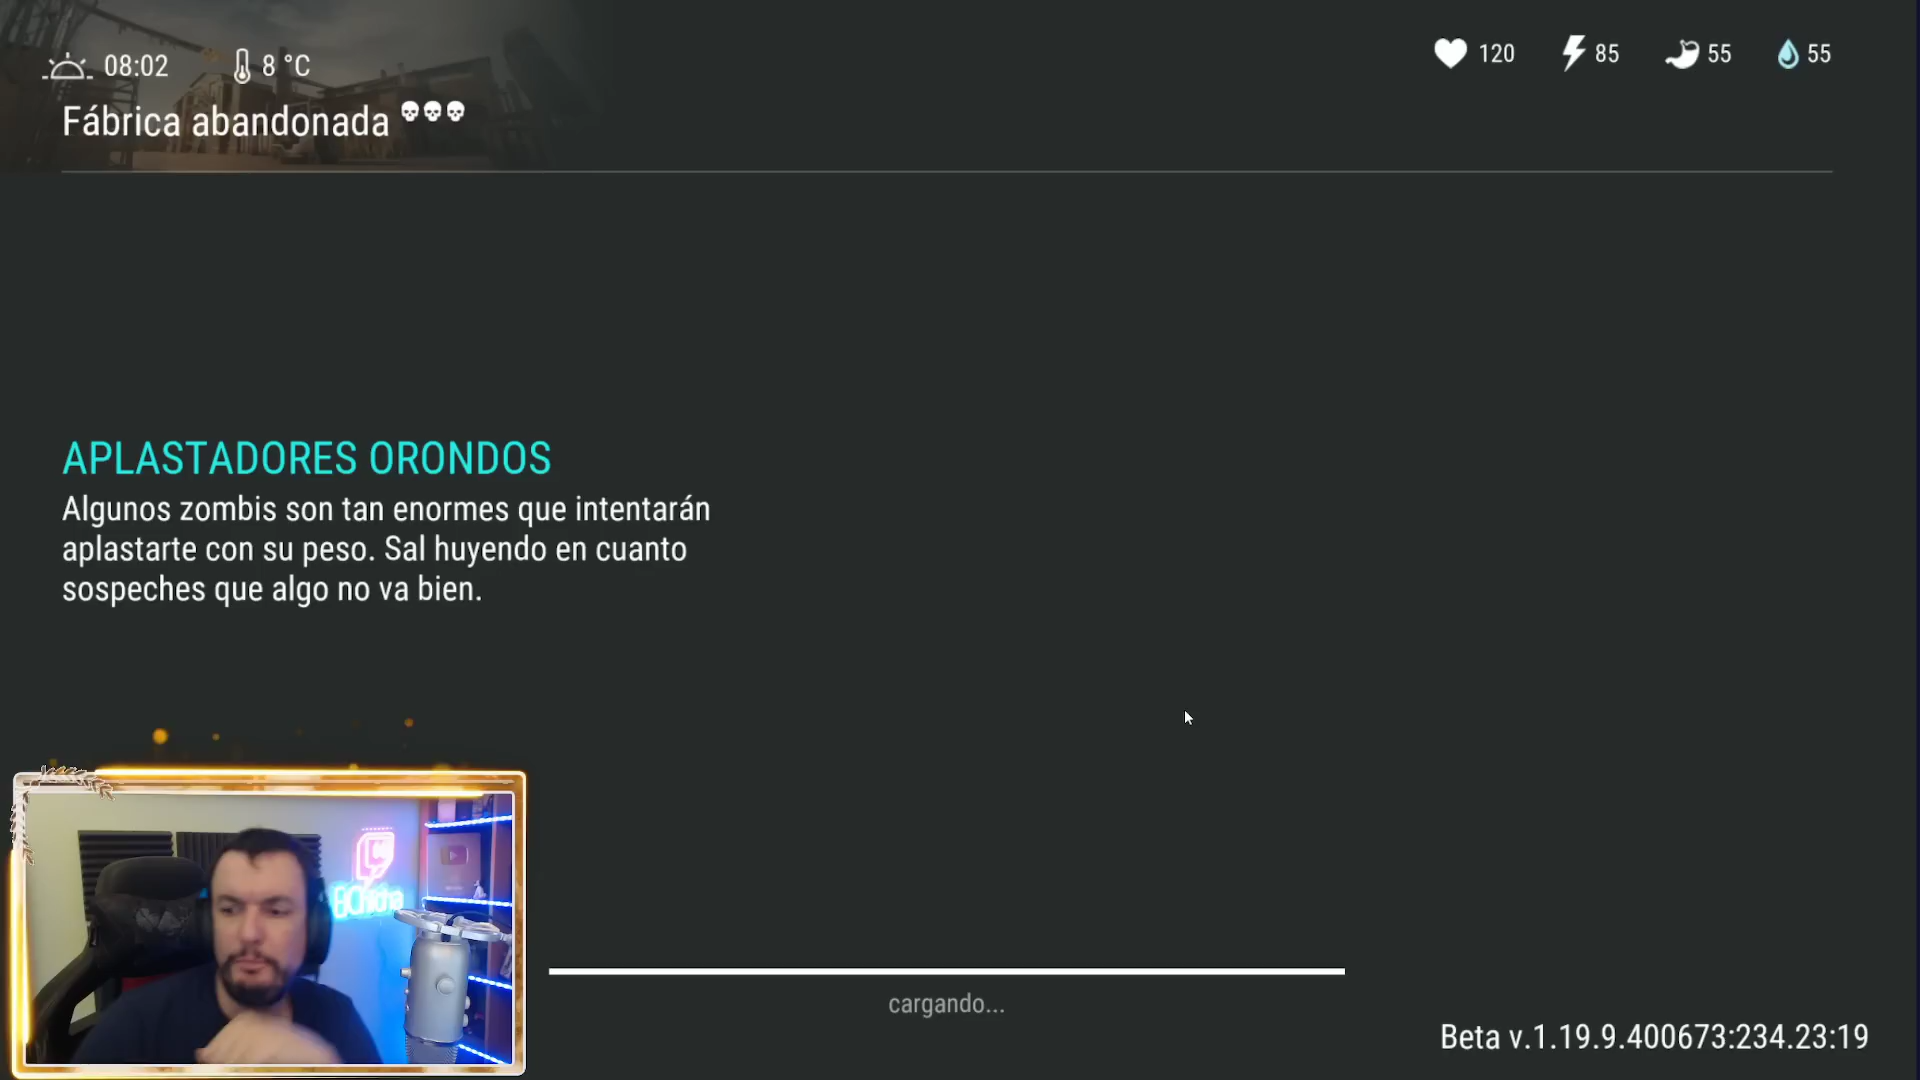 08:02
8 °C
120
85
55
55
Fábrica abandonada
APLASTADORES ORONDOS
Algunos zombis son tan enormes que intentarán
aplastarte con su peso. Sal huyendo en cuanto
sospeches que algo no va bien.
ElChicha
cargando...
Beta v.1.19.9.400673:234.23:19